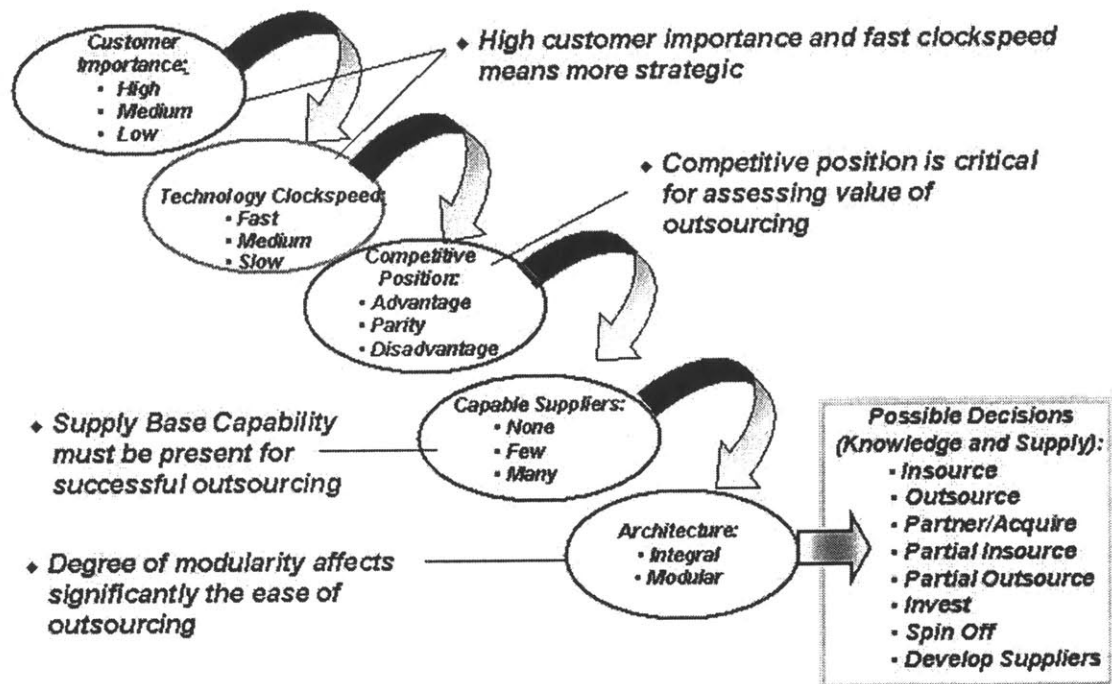 Customer
Importance:
• High
• Medium
• Low
♦ High customer importance and fast clockspeed
means more strategic
Technology Clockspeed:
• Fast
• Medium
• Slow
♦ Competitive position is critical
for assessing value of
outsourcing
Competitive
Position:
• Advantage
• Parity
• Disadvantage
♦ Supply Base Capability
must be present for
successful outsourcing
Capable Suppliers:
• None
• Few
• Many
♦ Degree of modularity affects
significantly the ease of
outsourcing
Architecture:
• Integral
• Modular
Possible Decisions
(Knowledge and Supply):
• Insource
• Outsource
• Partner/Acquire
• Partial Insource
• Partial Outsource
• Invest
• Spin Off
• Develop Suppliers